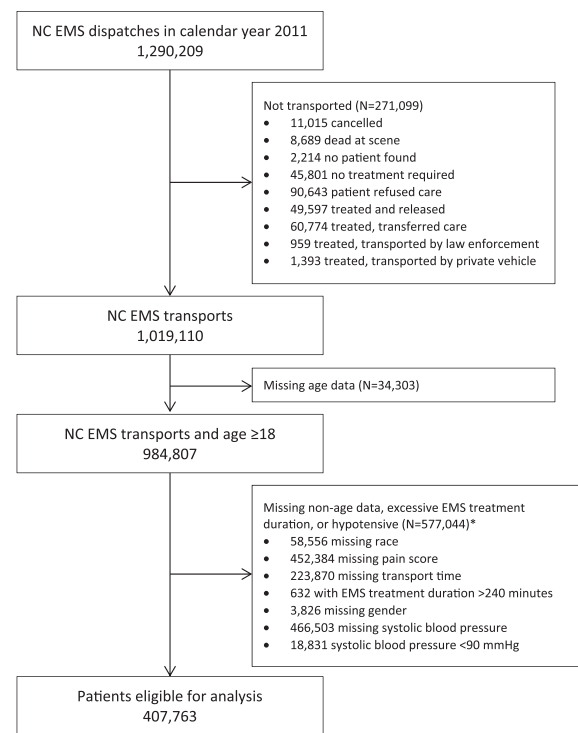 NC EMS dispatches in calendar year 2011
1,290,209
Not transported (N=271,099)
• 11,015 cancelled
• 8,689 dead at scene
• 2,214 no patient found
• 45,801 no treatment required
• 90,643 patient refused care
• 49,597 treated and released
• 60,774 treated, transferred care
• 959 treated, transported by law enforcement
• 1,393 treated, transported by private vehicle
NC EMS transports
1,019,110
Missing age data (N=34,303)
NC EMS transports and age ≥18
984,807
Missing non-age data, excessive EMS treatment
duration, or hypotensive (N=577,044)*
• 58,556 missing race
• 452,384 missing pain score
• 223,870 missing transport time
• 632 with EMS treatment duration >240 minutes
• 3,826 missing gender
• 466,503 missing systolic blood pressure
• 18,831 systolic blood pressure <90 mmHg
Patients eligible for analysis
407,763